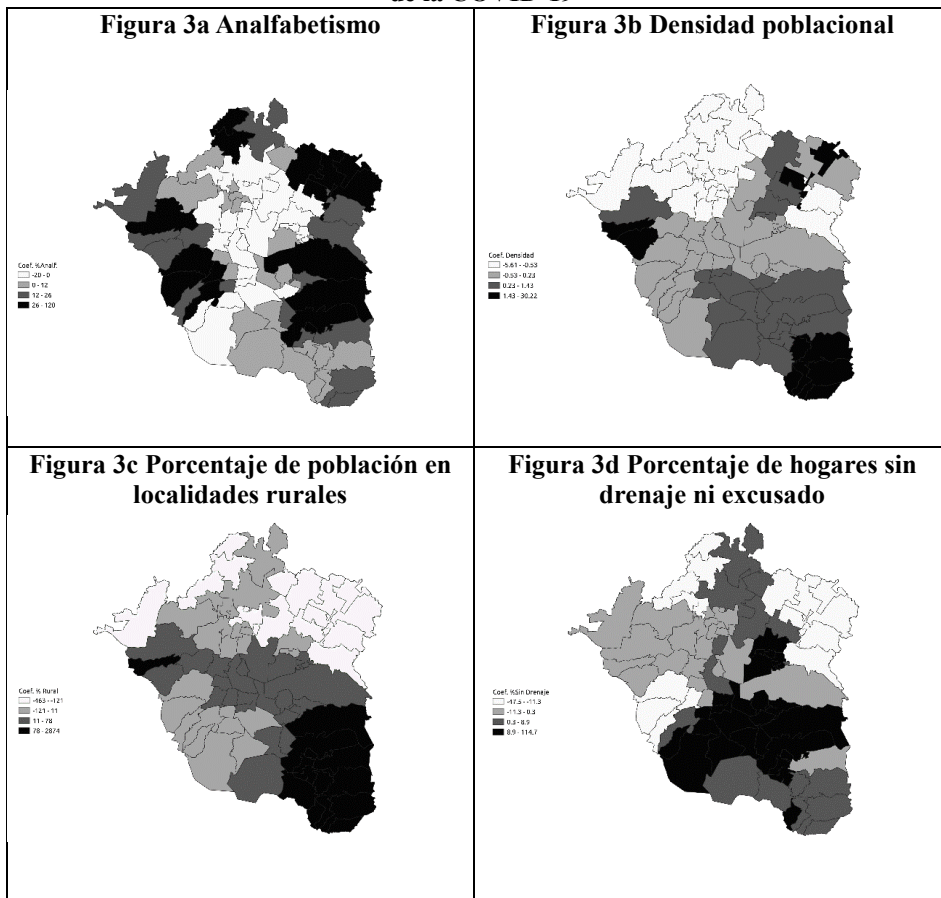 de la COVID-19
Figura 3a Analfabetismo
Figura 3b Densidad poblacional
Coef. %Analf.
-20 - 0
0 - 12
12 - 26
26 - 120
Coef. Densidad
-5.61 - -0.53
-0.53 - 0.23
0.23 - 1.43
1.43 - 30.22
Figura 3c Porcentaje de población en
localidades rurales
Figura 3d Porcentaje de hogares sin
drenaje ni excusado
Coef. % Rural
-463 - -121
-121 - 11
11 - 78
78 - 2874
Coef. %Sin Drenaje
-47.5 - -11.3
-11.3 - 0.3
0.3 - 8.9
8.9 - 114.7